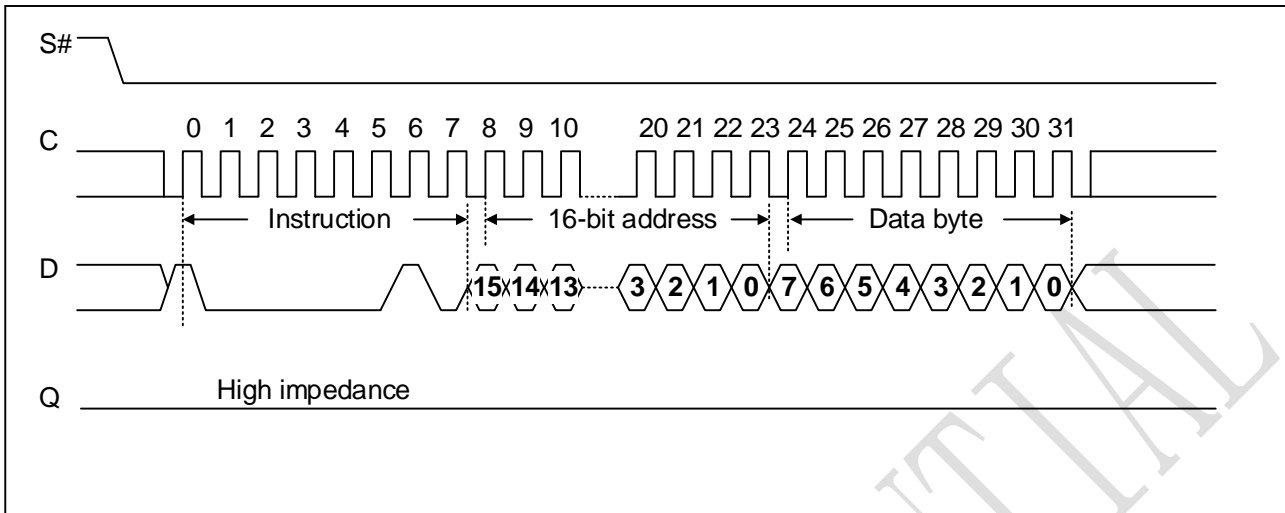 S#
0 1 2 3 4 5 6 7 8 9 10 20 21 22 23 24 25 26 27 28 29 30 31
C
Instruction 16-bit address Data byte
D
15 14 13 3 2 1 0 7 6 5 4 3 2 1 0
High impedance
Q